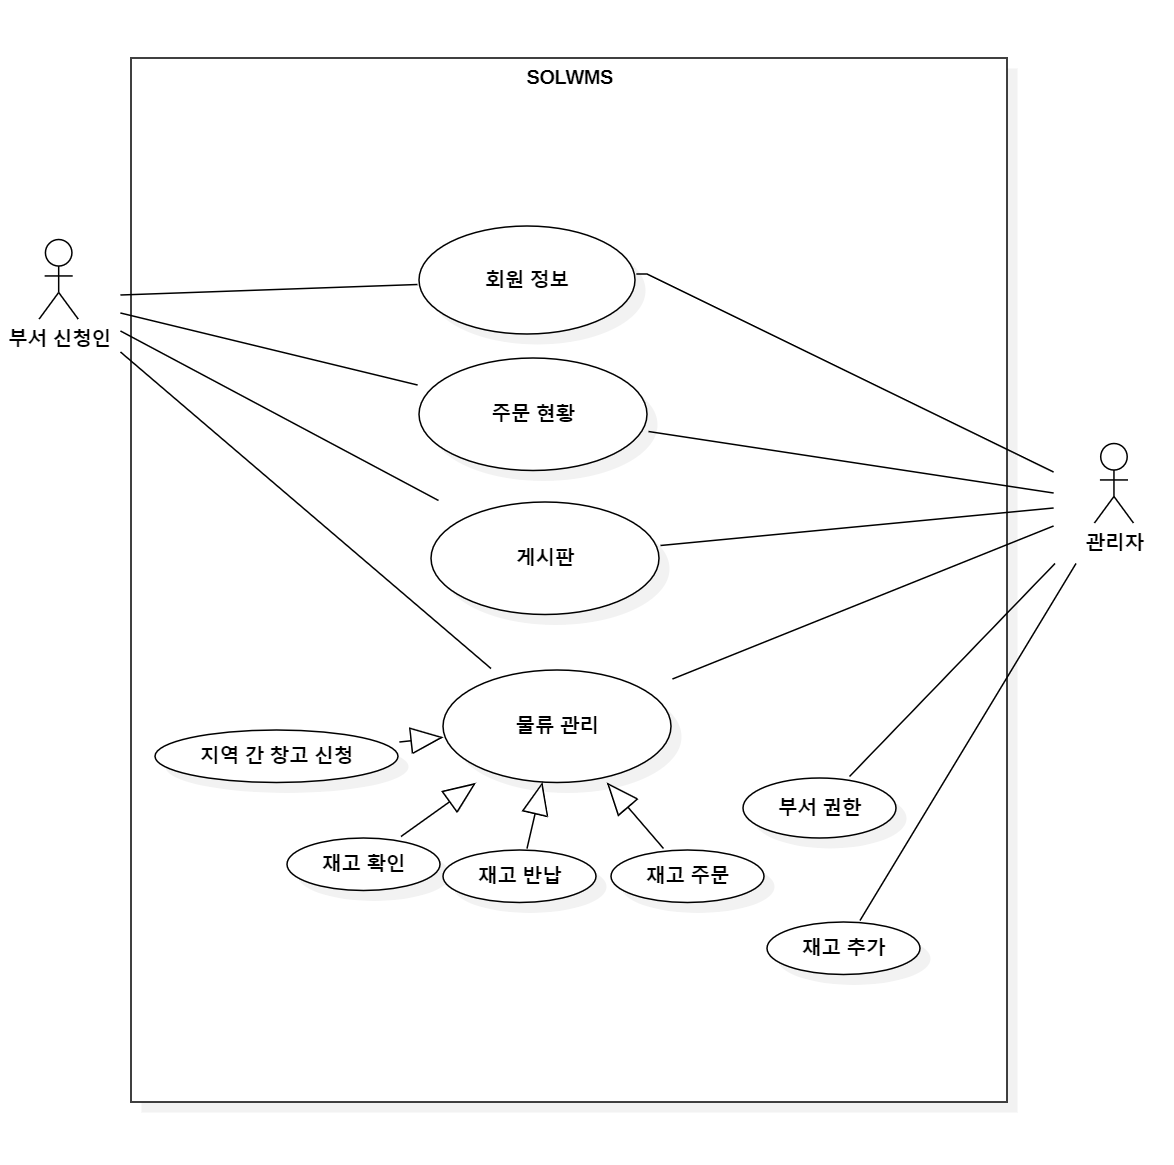 SOLWMS
회원 정보
부서 신청인
주문 현황
게시판
관리자
물류 관리
지역 간 창고 신청
부서 권한
재고 확인
재고 반납
재고 주문
재고 추가